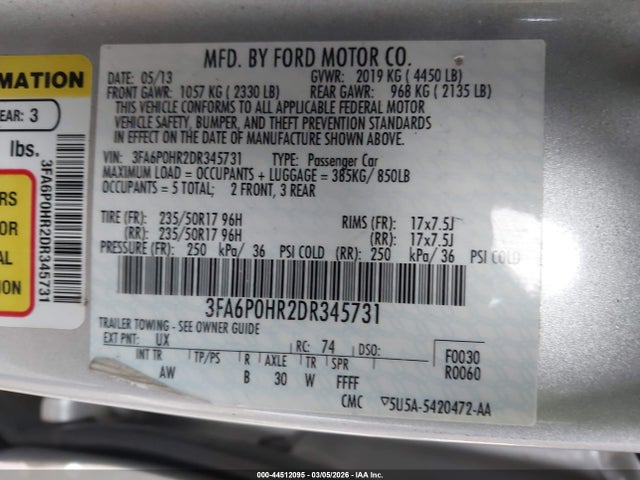 RMATION
EAR: 3
lbs.
3FA6P0HR2DR345731
RS
OR
RAL
TION
MFD. BY FORD MOTOR CO.
DATE: 05/13 GVWR: 2019 KG ( 4450 LB)
FRONT GAWR: 1057 KG ( 2330 LB) REAR GAWR: 968 KG ( 2135 LB)
THIS VEHICLE CONFORMS TO ALL APPLICABLE FEDERAL MOTOR
VEHICLE SAFETY, BUMPER, AND THEFT PREVENTION STANDARDS
IN EFFECT ON THE DATE OF MANUFACTURE SHOWN ABOVE.
VIN: 3FA6P0HR2DR345731 TYPE: Passenger Car
MAXIMUM LOAD = OCCUPANTS + LUGGAGE = 385KG/850LB
OCCUPANTS = 5 TOTAL; 2 FRONT, 3 REAR
TIRE (FR): 235/50R17 96H RIMS (FR): 17x7.5J
(RR): 235/50R17 96H (RR): 17x7.5J
PRESSURE (FR): 250 kPa/ 36 PSI COLD (RR): 250 kPa/ 36 PSI COLD
3FA6P0HR2DR345731
TRAILER TOWING - SEE OWNER GUIDE
EXT PNT: UX RC: 74 DSO: F0030
INT TR TP/PS R AXLE TR SPR R0060
AW B 30 W FFFF
CMC ▽5U5A-5420472-AA
000-44512095 - 03/05/2026 - IAA Inc.